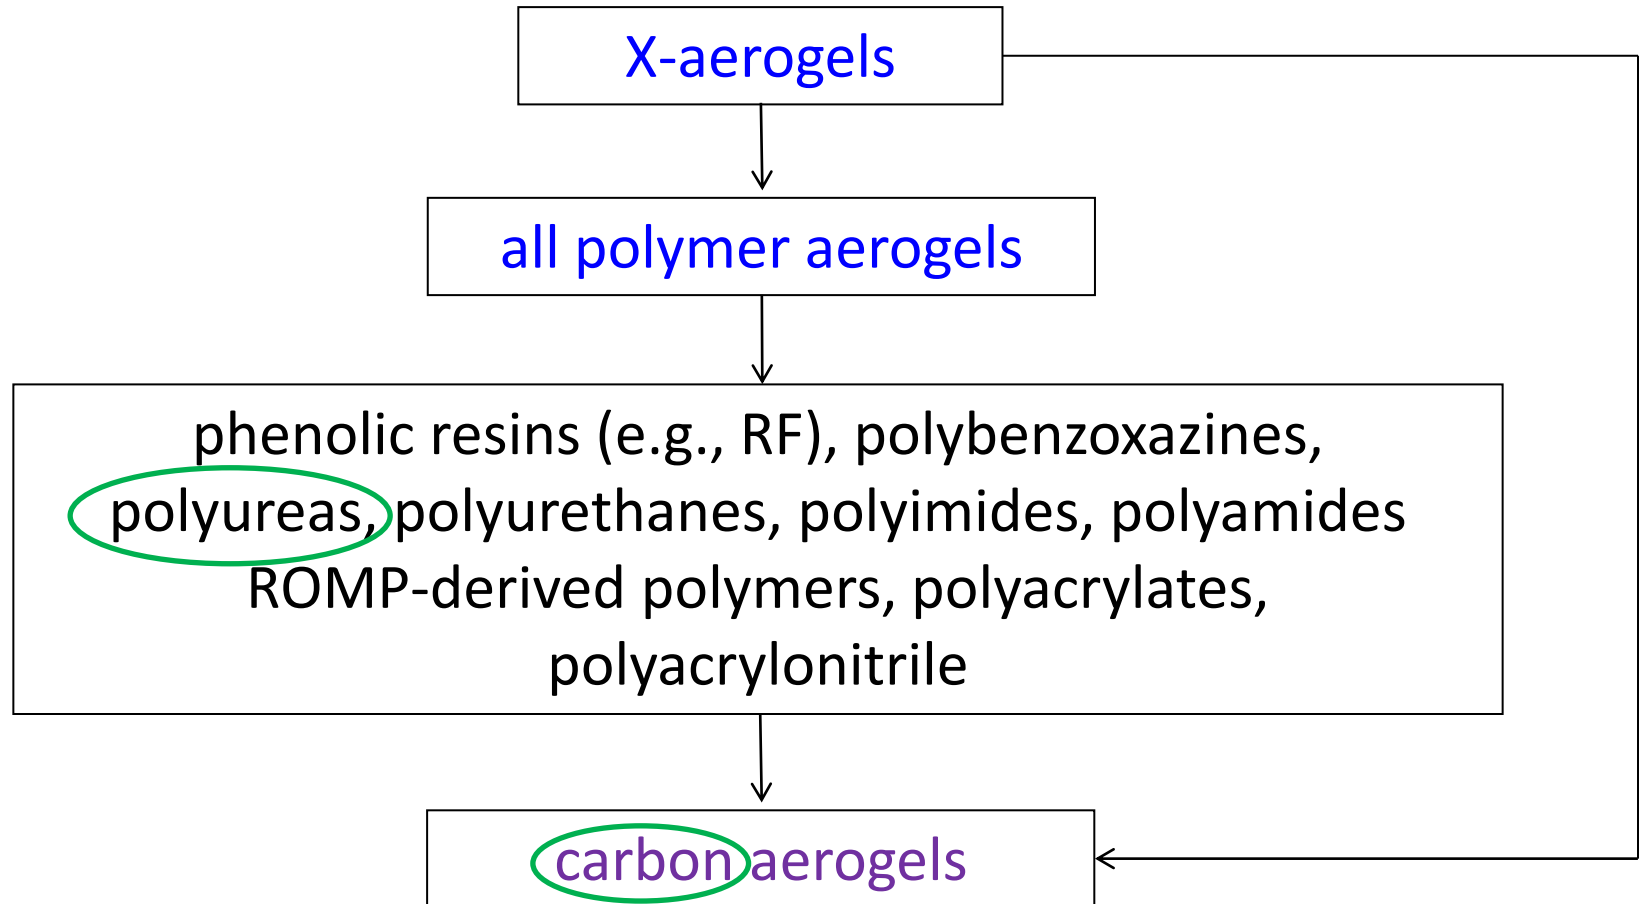 X-aerogels
all polymer aerogels
phenolic resins (e.g., RF), polybenzoxazines,
polyureas, polyurethanes, polyimides, polyamides
ROMP-derived polymers, polyacrylates,
polyacrylonitrile
carbon aerogels